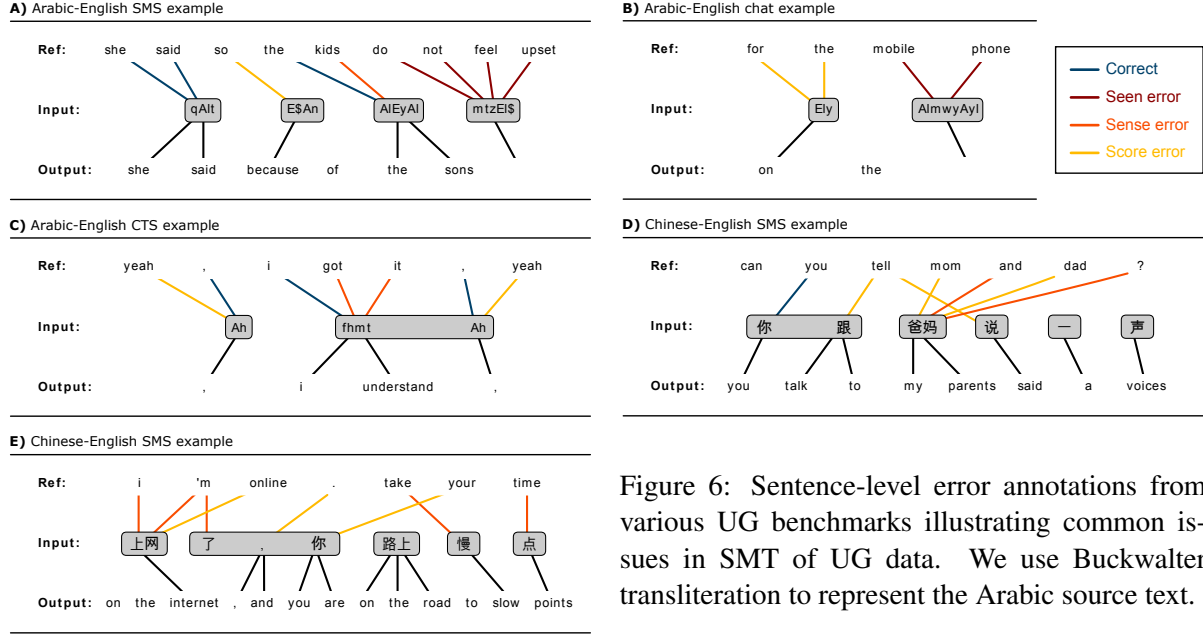 A) Arabic-English SMS example
Ref: she said so the kids do not feel upset
Input: qAlt E$An AlEyAl mtzEl$
Output: she said because of the sons
B) Arabic-English chat example
Ref: for the mobile phone
Input: Ely AlmwyAyl
Output: on the
Correct
Seen error
Sense error
Score error
C) Arabic-English CTS example
Ref: yeah , i got it , yeah
Input: Ah fhmt Ah
Output: , i understand ,
D) Chinese-English SMS example
Ref: can you tell mom and dad ?
Input: 你 跟 爸妈 说 一 声
Output: you talk to my parents said a voices
E) Chinese-English SMS example
Ref: i 'm online . take your time
Input: 上网 了 , 你 路上 慢 点
Output: on the internet , and you are on the road to slow points
Figure 6: Sentence-level error annotations from
various UG benchmarks illustrating common is-
sues in SMT of UG data. We use Buckwalter
transliteration to represent the Arabic source text.